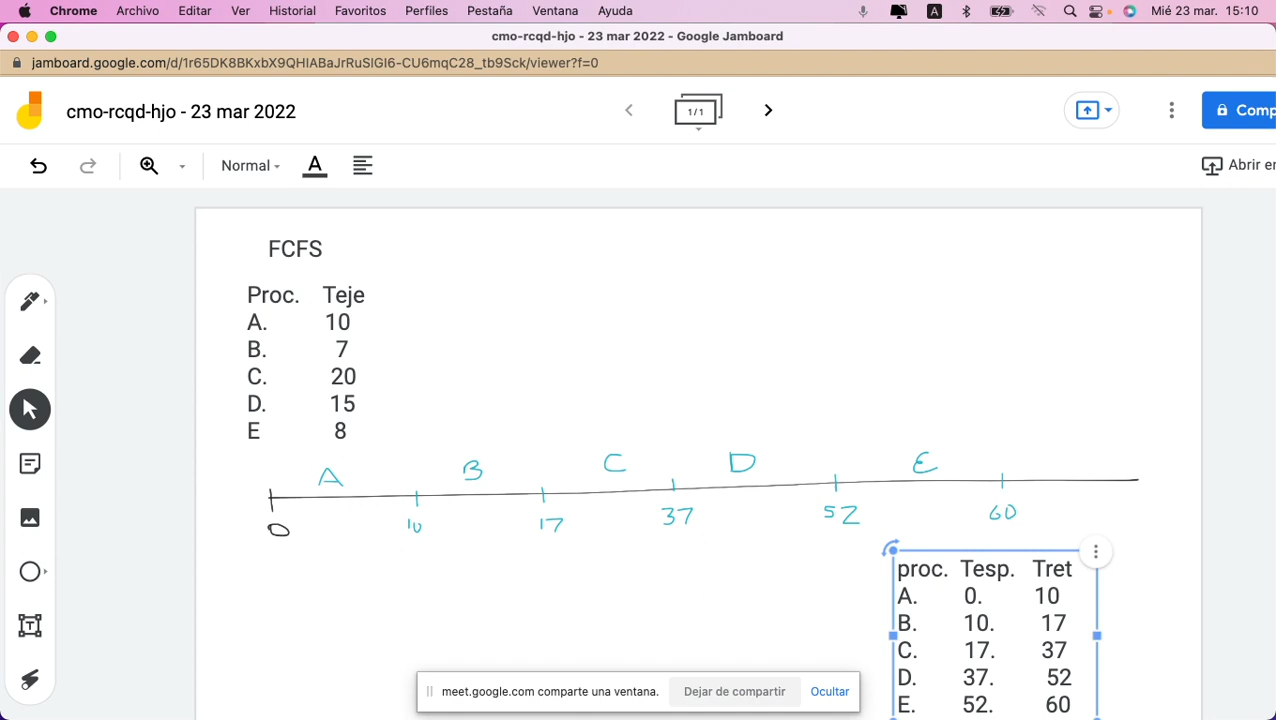 Chrome Archivo Editar Ver Historial Favoritos Perfiles Pestaña Ventana Ayuda A Mié 23 mar. 15:10
cmo-rcqd-hjo - 23 mar 2022 - Google Jamboard
jamboard.google.com/d/1r65DK8BKxbX9QHIABaJrRuSlGl6-CU6mqC28_tb9Sck/viewer?f=0
cmo-rcqd-hjo - 23 mar 2022
1/1
Comp
Normal A
Abrir en
FCFS
Proc. Teje
A. 10
B. 7
C. 20
D. 15
E 8
A B C D E
0 10 17 37 52 60
proc. Tesp. Tret
A. 0. 10
B. 10. 17
C. 17. 37
D. 37. 52
E. 52. 60
meet.google.com comparte una ventana. Dejar de compartir Ocultar